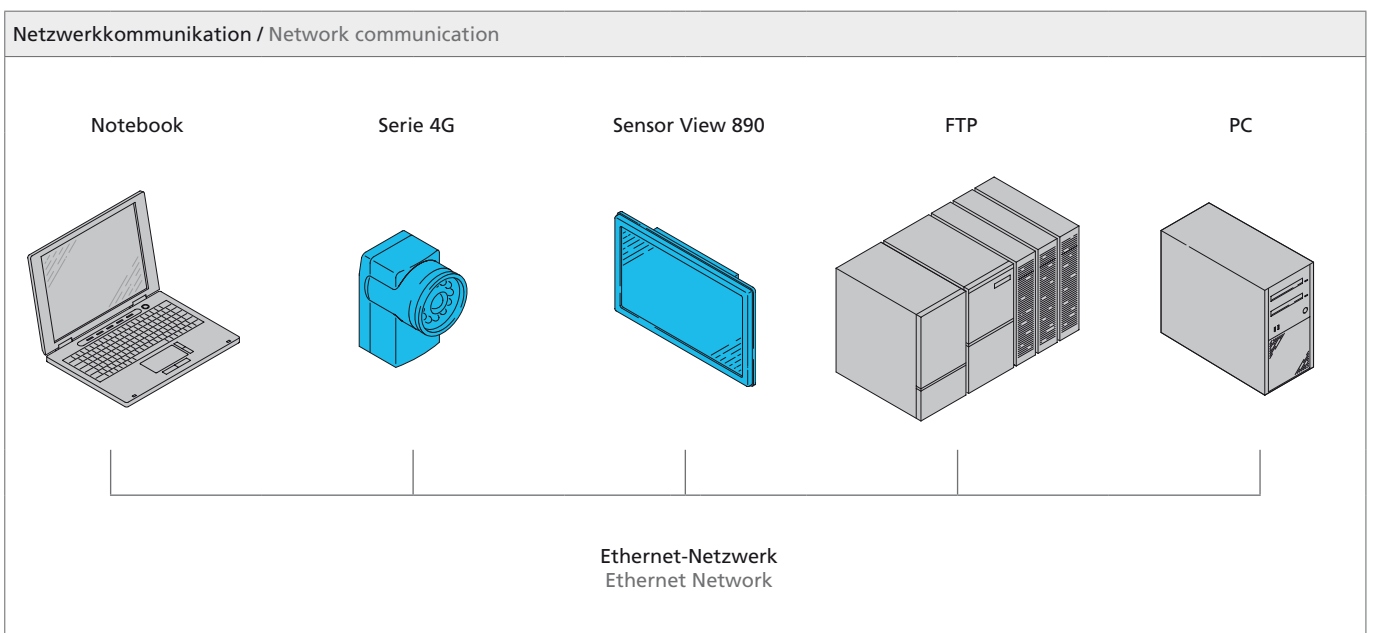 Netzwerkkommunikation / Network communication
Notebook
Serie 4G
Sensor View 890
FTP
PC
Ethernet-Netzwerk
Ethernet Network